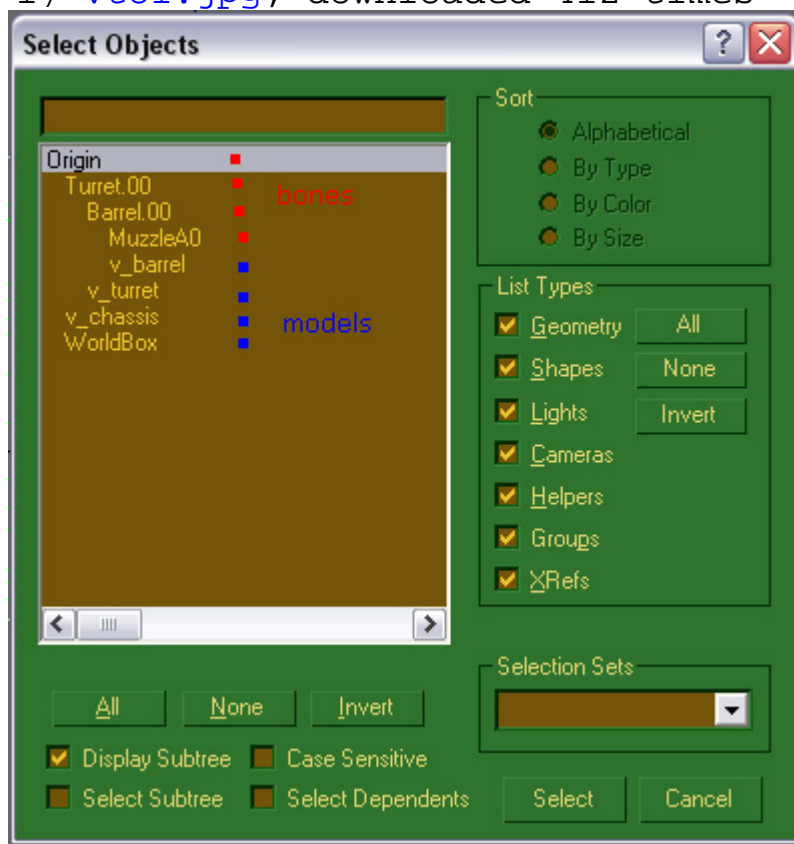 downloaded times
Select Objects
Origin
Turret.00
Barrel.00
MuzzleA0
v_barrel
v_turret
v_chassis
WorldBox
bones
models
Sort
Alphabetical
By Type
By Color
By Size
List Types
Geometry All
Shapes None
Lights Invert
Cameras
Helpers
Groups
XRefs
All None Invert
Display Subtree Case Sensitive
Select Subtree Select Dependents
Selection Sets
Select Cancel